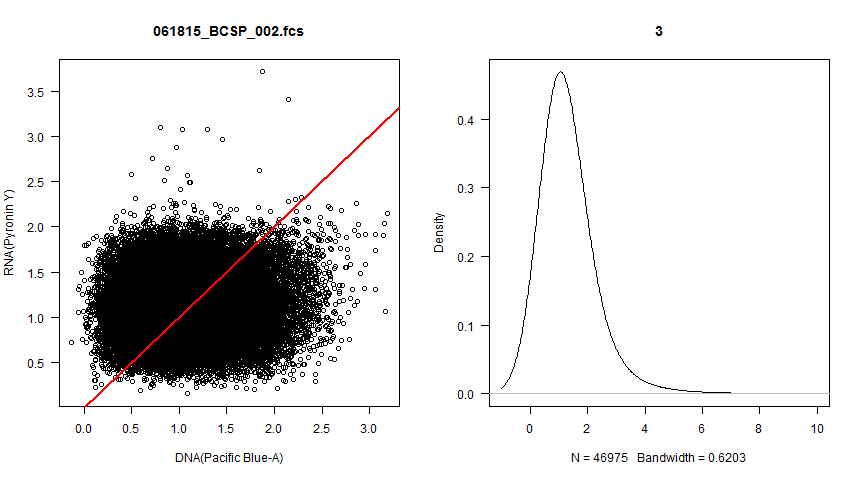 061815_BCSP_002.fcs
RNA(Pyronin Y)
3.5
3.0
2.5
2.0
1.5
1.0
0.5
0.0 0.5 1.0 1.5 2.0 2.5 3.0
DNA(Pacific Blue-A)
3
Density
0.4
0.3
0.2
0.1
0.0
0 2 4 6 8 10
N = 46975 Bandwidth = 0.6203